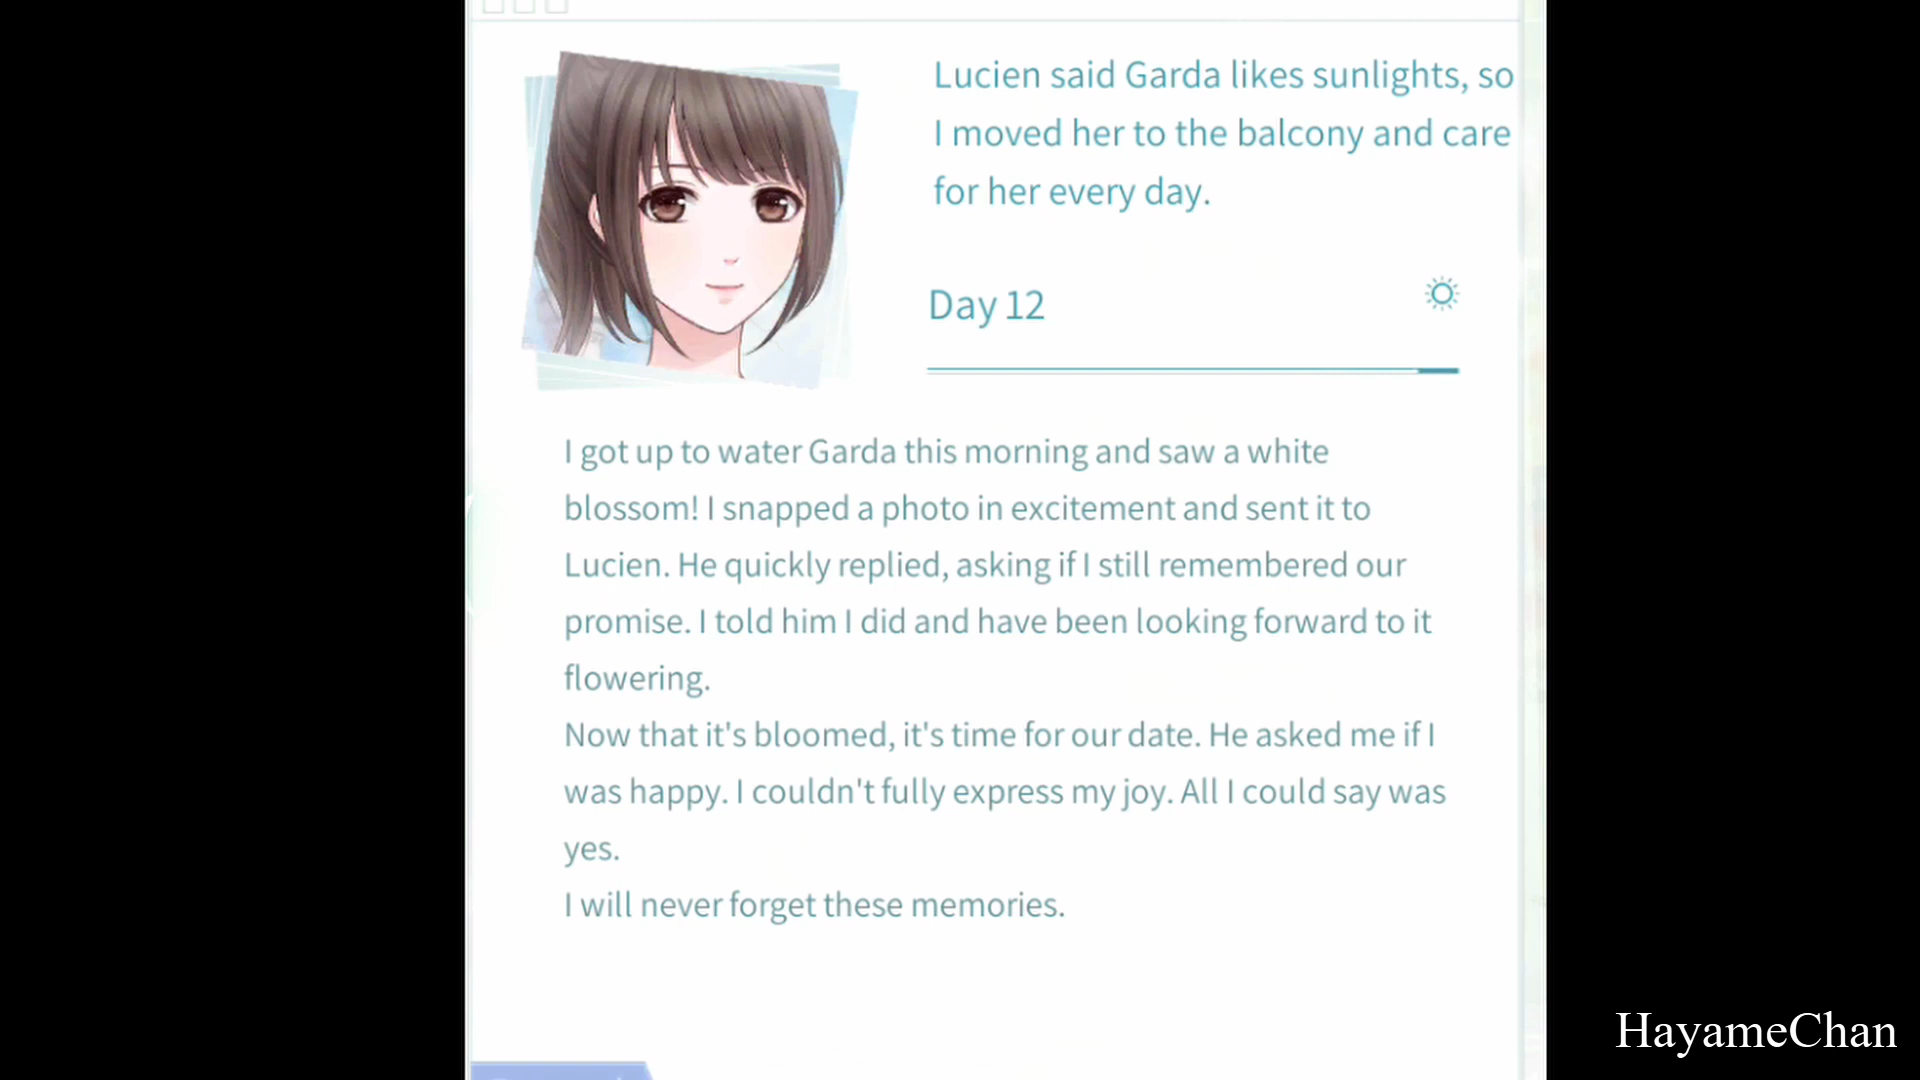 Lucien said Garda likes sunlights, so
I moved her to the balcony and care
for her every day.
Day 12
I got up to water Garda this morning and saw a white
blossom! I snapped a photo in excitement and sent it to
Lucien. He quickly replied, asking if I still remembered our
promise. I told him I did and have been looking forward to it
flowering.
Now that it's bloomed, it's time for our date. He asked me if I
was happy. I couldn't fully express my joy. All I could say was
yes.
I will never forget these memories.
HayameChan